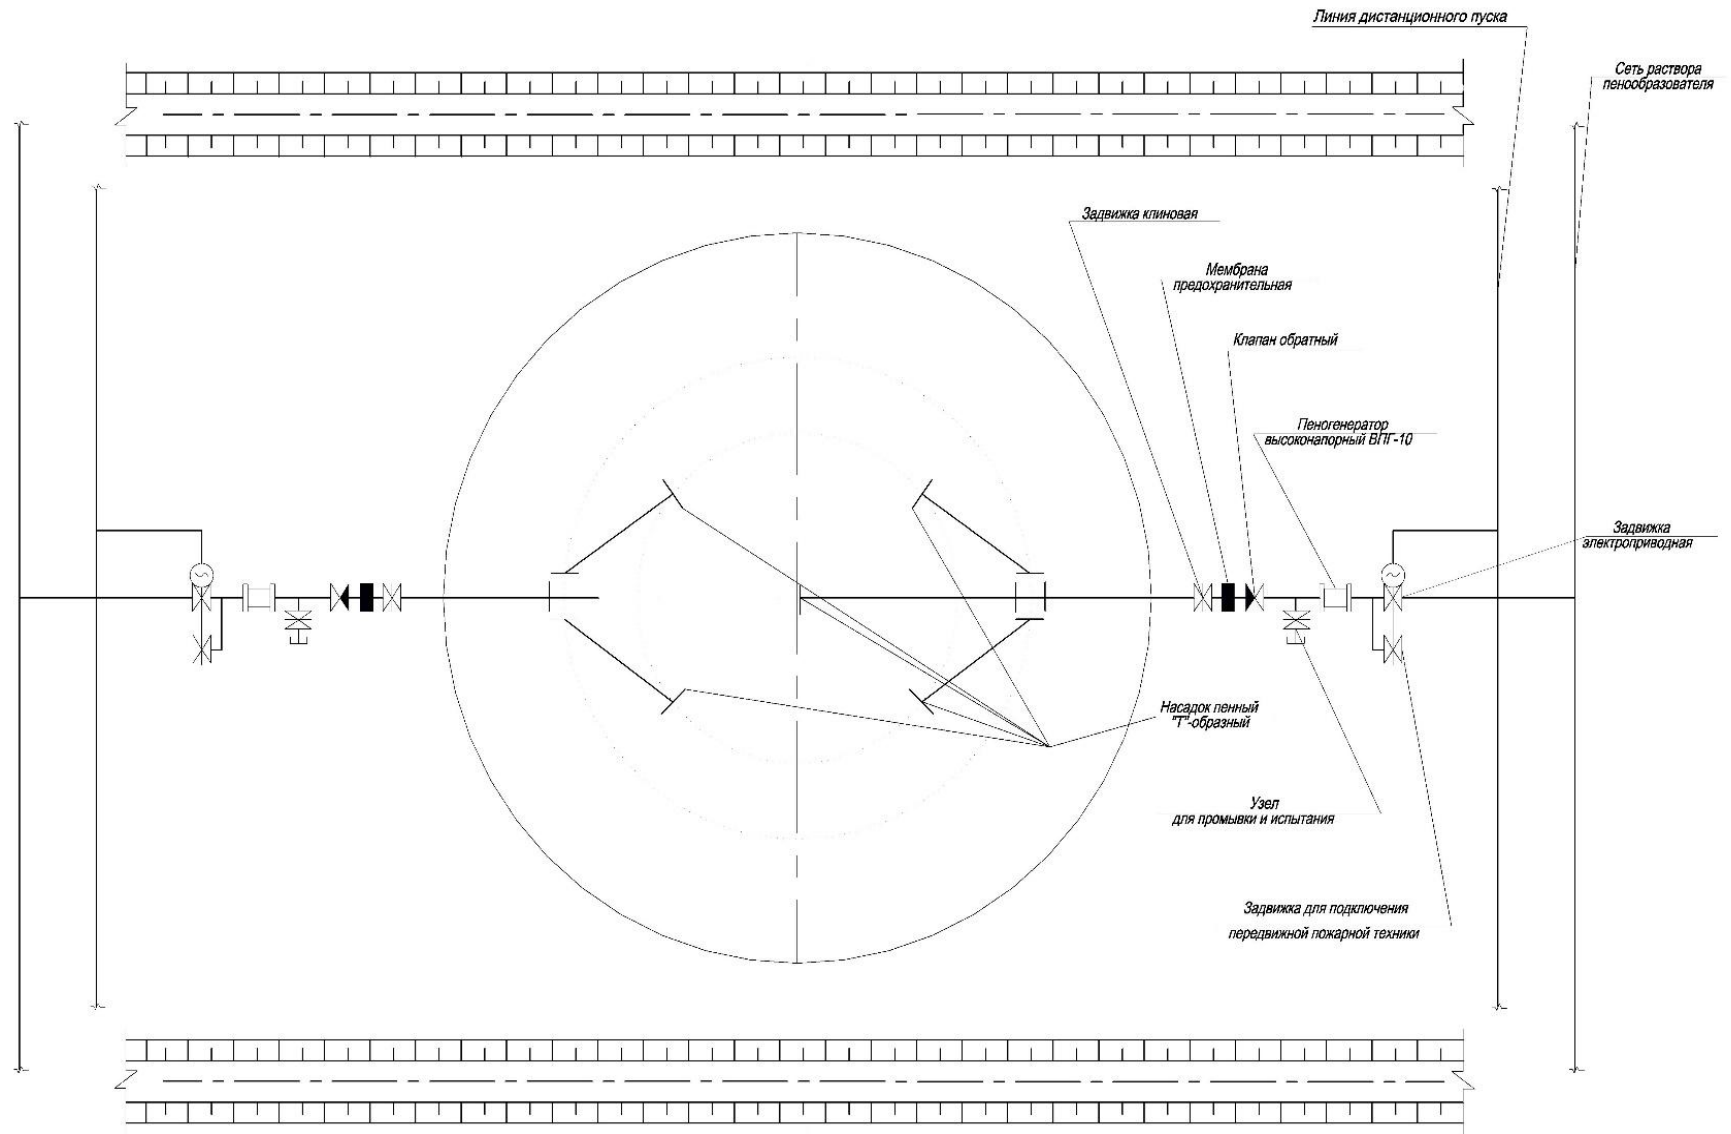 Линия дистанционного пуска
Сеть раствора
пенообразователя
Задвижка клиновая
Мембрана
предохранительная
Клапан обратный
Пеногенератор
высоконапорный ВПГ-10
Задвижка
электроприводная
Насадок пенный
"Т"-образный
Узел
для промывки и испытания
Задвижка для подключения
передвижной пожарной техники